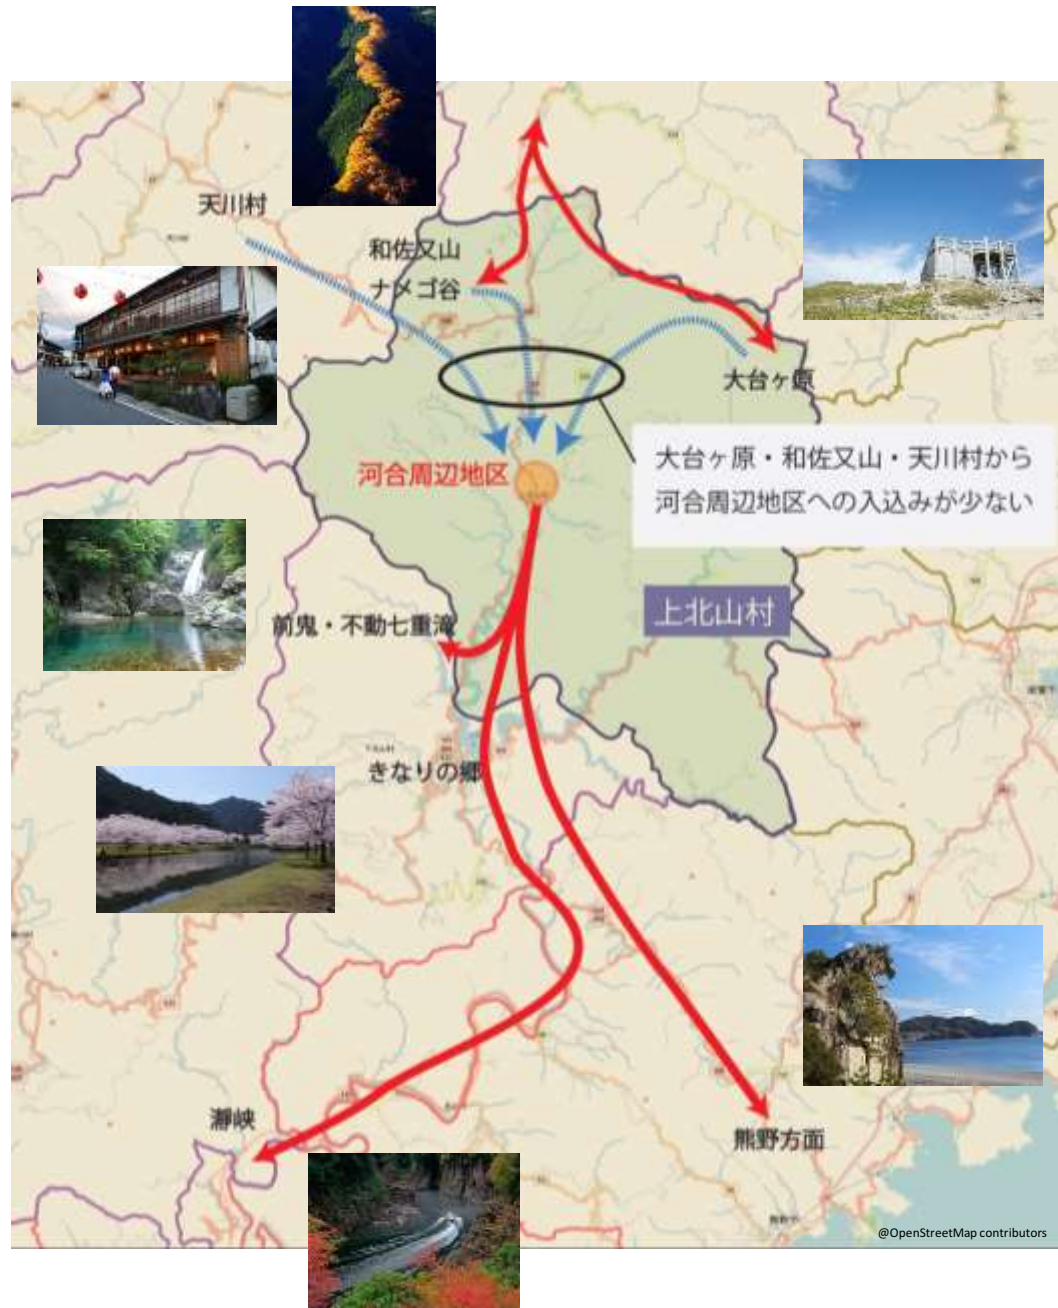 天川村
和佐又山
ナメゴ谷
大台ヶ原
河合周辺地区
大台ヶ原・和佐又山・天川村から
河合周辺地区への入込みが少ない
上北山村
前鬼・不動七重滝
きなりの郷
瀞峡
熊野方面
@OpenStreetMap contributors